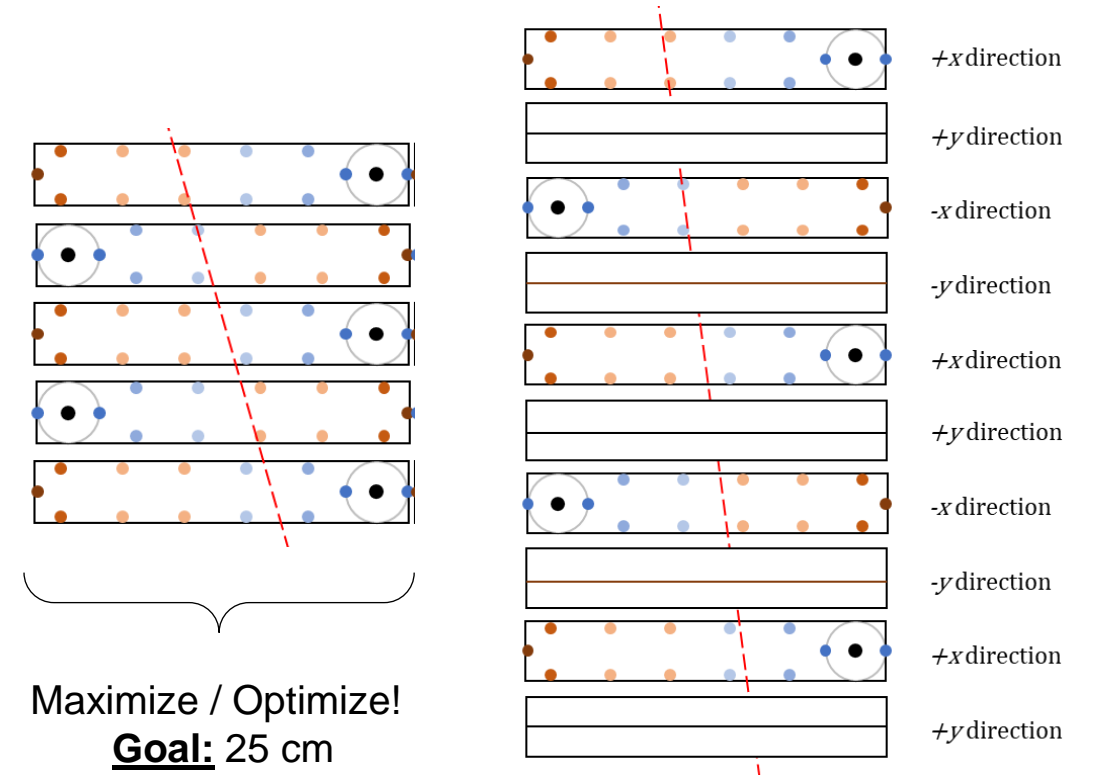 +x direction
+y direction
-x direction
-y direction
+x direction
+y direction
-x direction
-y direction
+x direction
+y direction
Maximize / Optimize!
Goal: 25 cm